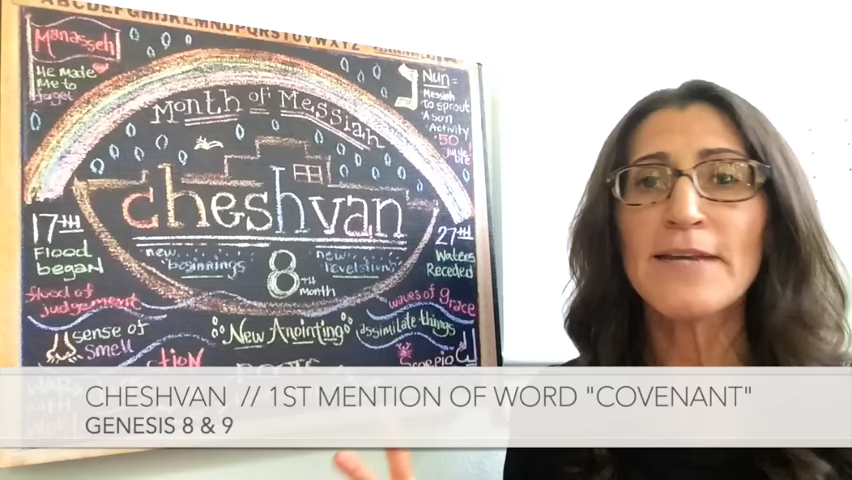 ABCDEFGHIJKLMNOPQRSTUVWXYZ
Manasseh
He made
me to
forget
Month of Messiah
נ
Nun=
Messiah
to sprout
A son
Activity
50
Jubilee
cheshvan
17TH
Flood
began
new
beginnings
8TH
month
new
revelations
27TH
Waters
Receded
flood of
judgement
waves of grace
New Anointing
assimilate things
sense of
smell
Scorpio
CHESHVAN // 1ST MENTION OF WORD "COVENANT"
GENESIS 8 & 9